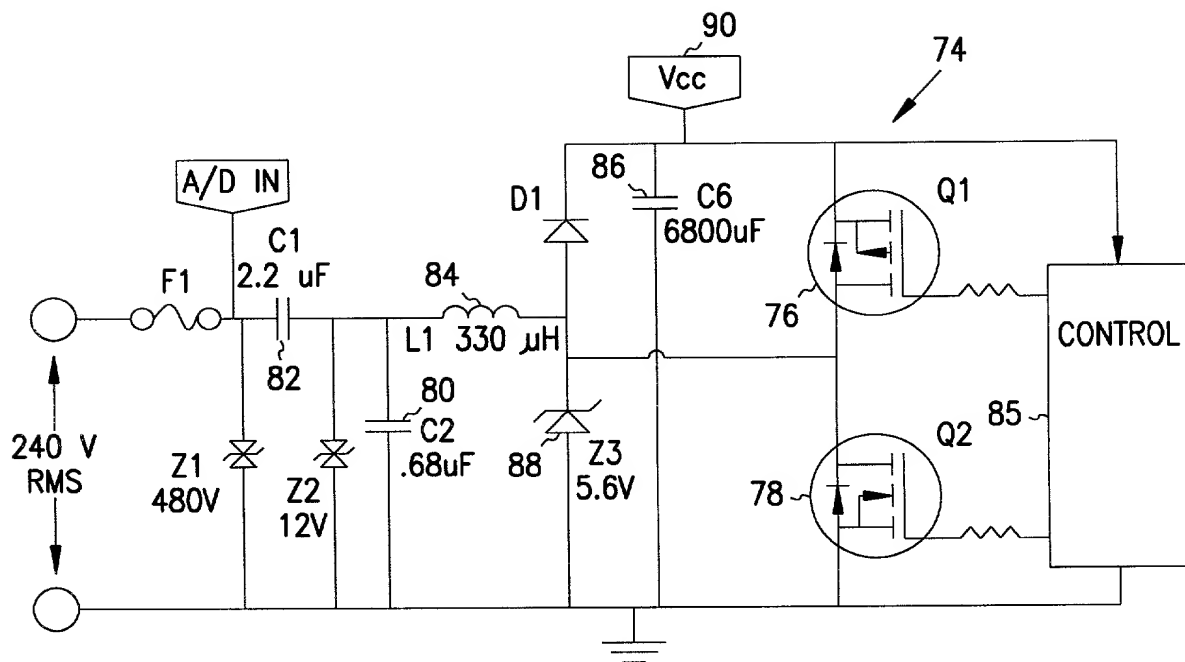 90
Vcc
74
A/D IN
86
C6
6800uF
D1
Q1
C1
2.2 uF
F1
84
L1 330 μH
76
CONTROL
82
80
C2
.68uF
85
240 V
RMS
Z1
480V
Z2
12V
88
Z3
5.6V
Q2
78